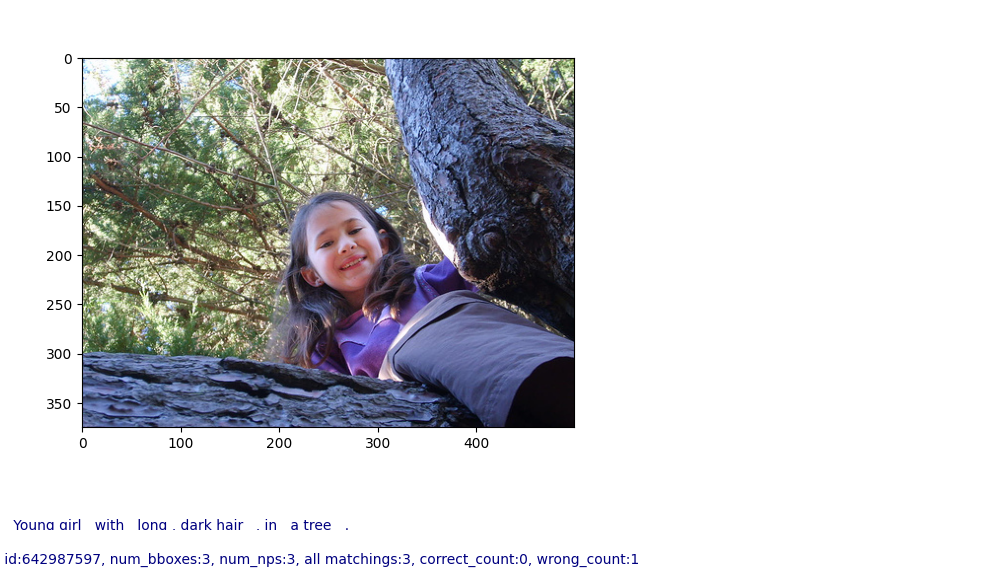 0
50
100
150
200
250
300
350
0 100 200 300 400
Young girl with long , dark hair , in a tree .
id:642987597, num_bboxes:3, num_nps:3, all matchings:3, correct_count:0, wrong_count:1